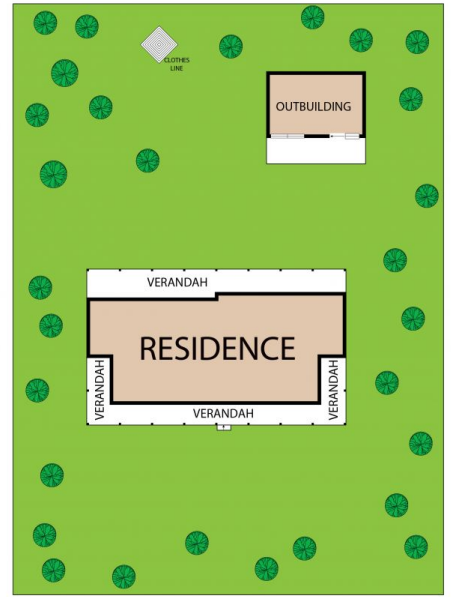 CLOTHES
LINE
OUTBUILDING
VERANDAH
RESIDENCE
VERANDAH
VERANDAH
VERANDAH